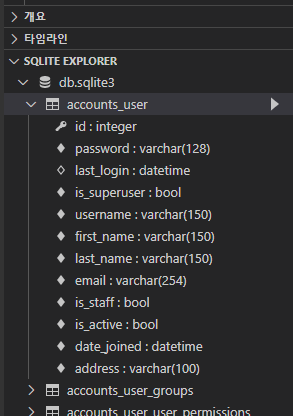 개요
타임라인
SQLITE EXPLORER
db.sqlite3
accounts_user
id : integer
password : varchar(128)
last_login : datetime
is_superuser : bool
username : varchar(150)
first_name : varchar(150)
last_name : varchar(150)
email : varchar(254)
is_staff : bool
is_active : bool
date_joined : datetime
address : varchar(100)
accounts_user_groups
accounts_user_user_permissions